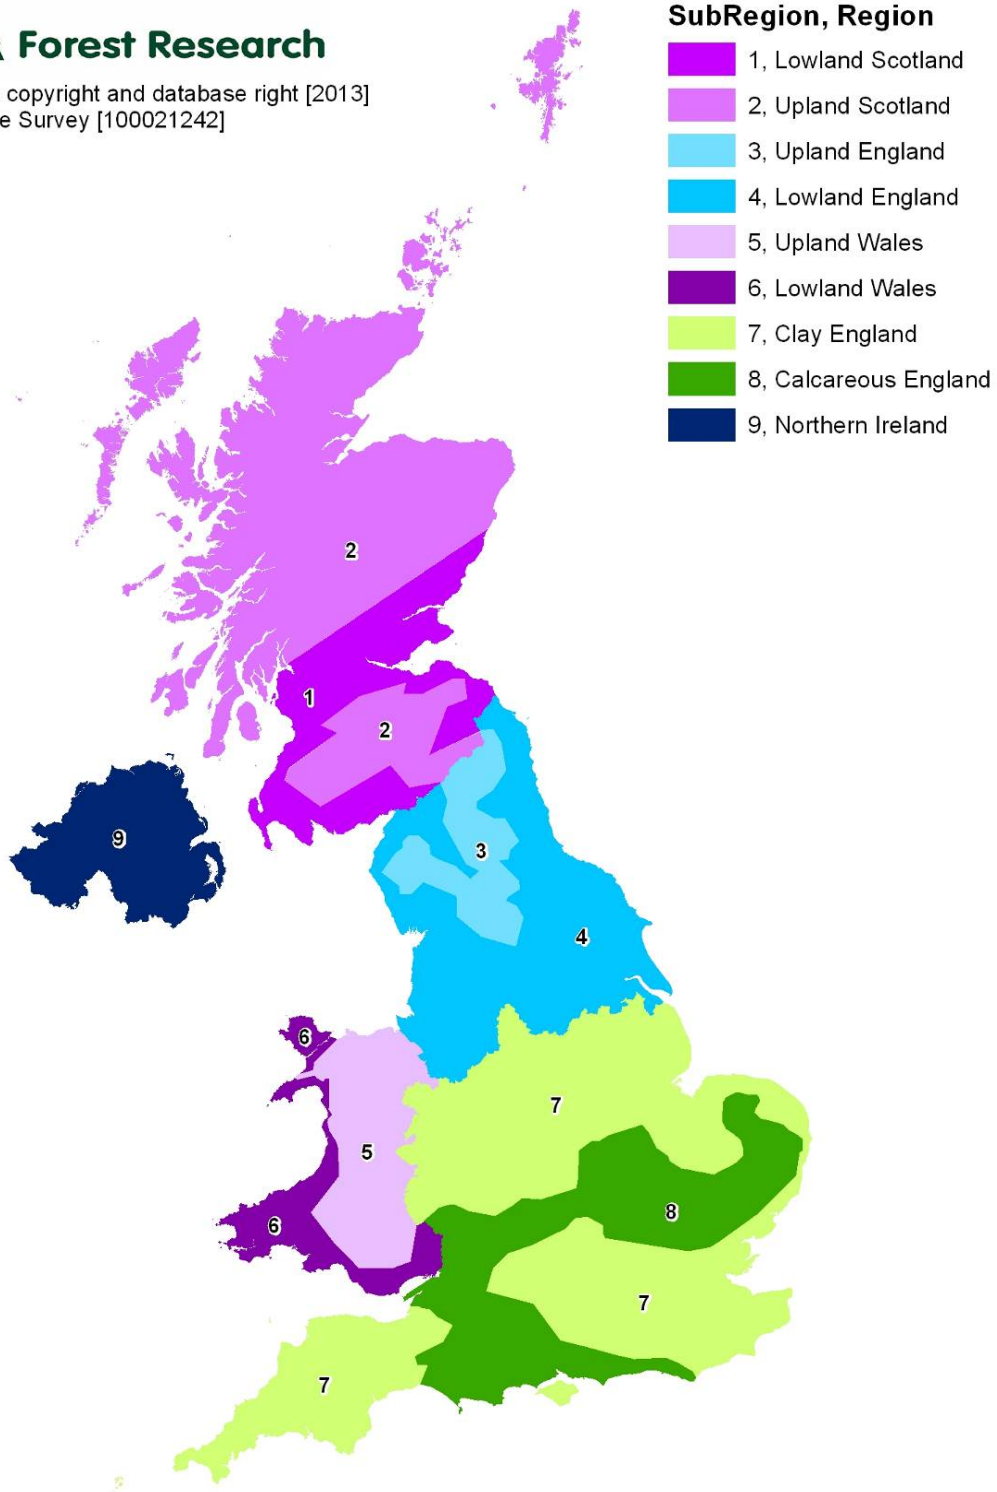 Forest Research
copyright and database right [2013]
e Survey [100021242]
SubRegion, Region
1, Lowland Scotland
2, Upland Scotland
3, Upland England
4, Lowland England
5, Upland Wales
6, Lowland Wales
7, Clay England
8, Calcareous England
9, Northern Ireland
2
1
2
9
3
4
6
7
5
6
8
7
7